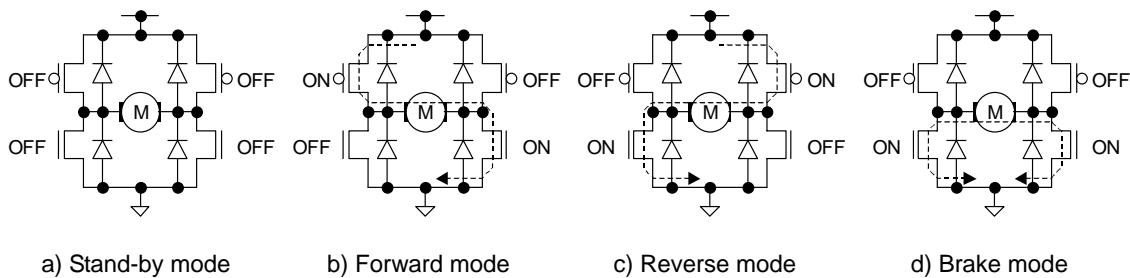 OFF OFF
M
OFF OFF
ON OFF
M
OFF ON
OFF ON
M
ON OFF
OFF OFF
M
ON ON
a) Stand-by mode
b) Forward mode
c) Reverse mode
d) Brake mode